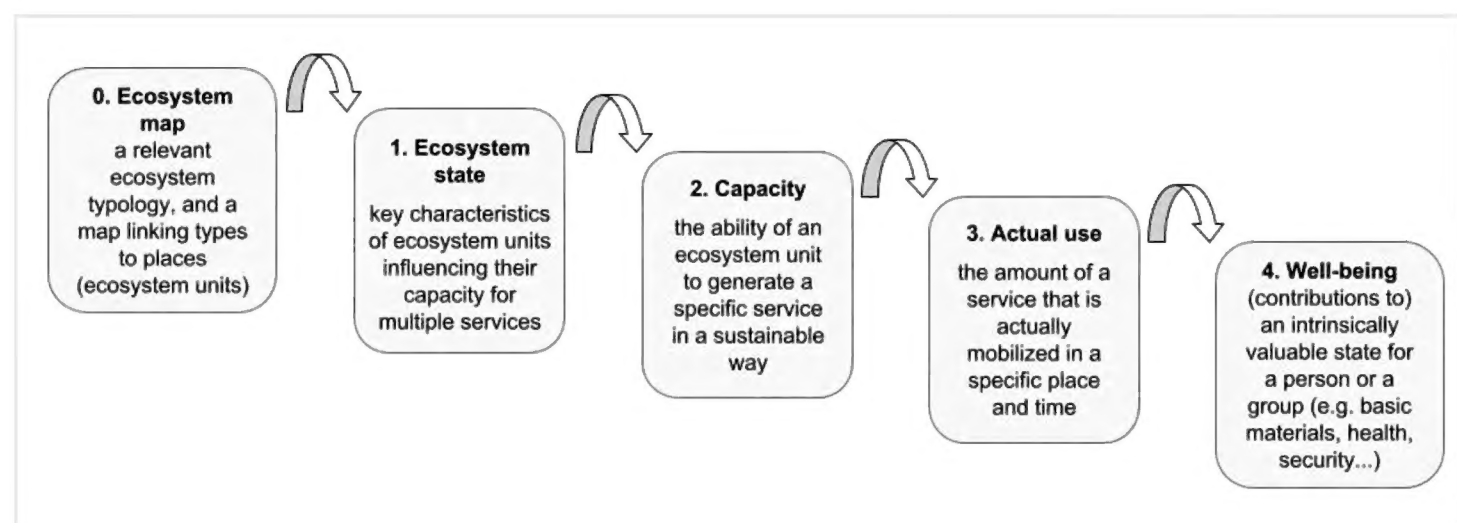 0. Ecosystem
map
a relevant
ecosystem
typology, and a
map linking types
to places
(ecosystem units)
1. Ecosystem
state
key characteristics
of ecosystem units
influencing their
capacity for
multiple services
2. Capacity
the ability of an
ecosystem unit
to generate a
specific service
in a sustainable
way
3. Actual use
the amount of a
service that is
actually
mobilized in a
specific place
and time
4. Well-being
(contributions to)
an intrinsically
valuable state for
a person or a
group (e.g. basic
materials, health,
security...)